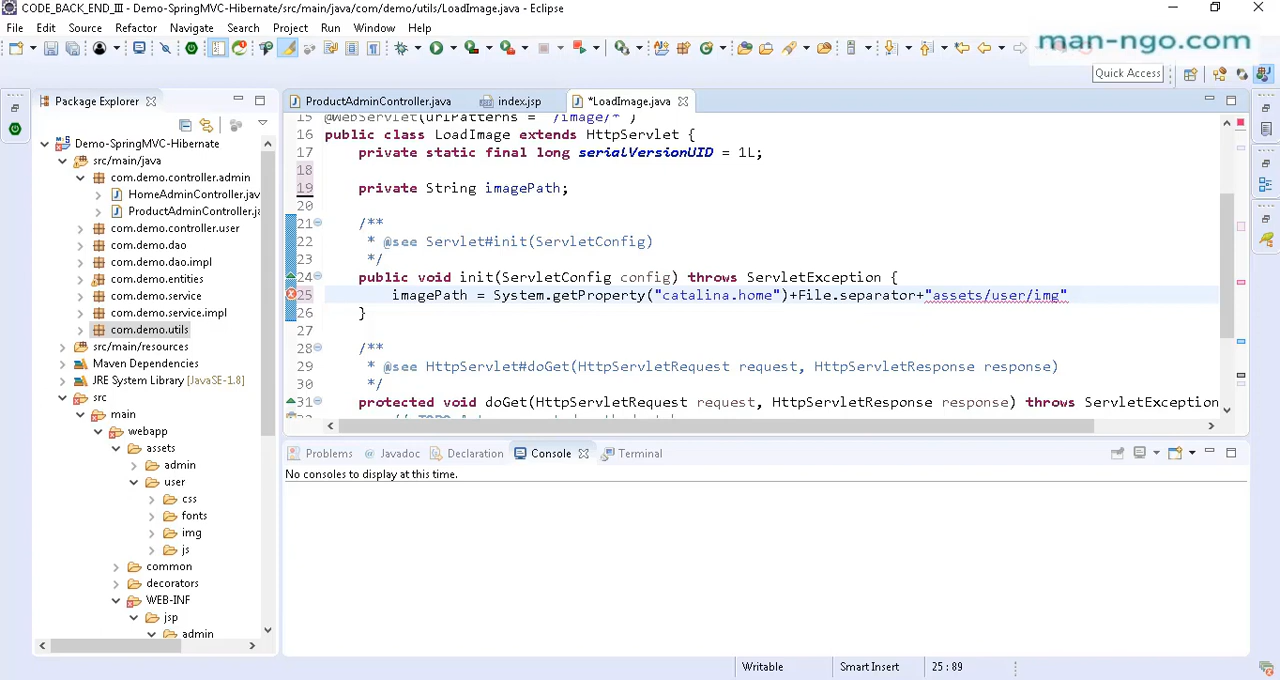 CODE_BACK_END_III - Demo-SpringMVC-Hibernate/src/main/java/com/demo/utils/LoadImage.java - Eclipse
File Edit Source Refactor Navigate Search Project Run Window Help
man-ngo.com
Quick Access
Package Explorer
ProductAdminController.java index.jsp *LoadImage.java
Demo-SpringMVC-Hibernate
src/main/java
com.demo.controller.admin
HomeAdminController.jav
ProductAdminController.ja
com.demo.controller.user
com.demo.dao
com.demo.dao.impl
com.demo.entities
com.demo.service
com.demo.service.impl
com.demo.utils
src/main/resources
Maven Dependencies
JRE System Library [JavaSE-1.8]
src
main
webapp
assets
admin
user
css
fonts
img
js
common
decorators
WEB-INF
jsp
admin
15 @WebServlet(urlPatterns = "/image/*")
16 public class LoadImage extends HttpServlet {
17 private static final long serialVersionUID = 1L;
18
19 private String imagePath;
20
21 /**
22 * @see Servlet#init(ServletConfig)
23 */
24 public void init(ServletConfig config) throws ServletException {
25 imagePath = System.getProperty("catalina.home")+File.separator+"assets/user/img"
26 }
27
28 /**
29 * @see HttpServlet#doGet(HttpServletRequest request, HttpServletResponse response)
30 */
31 protected void doGet(HttpServletRequest request, HttpServletResponse response) throws ServletException
Problems Javadoc Declaration Console Terminal
No consoles to display at this time.
Writable Smart Insert 25 : 89